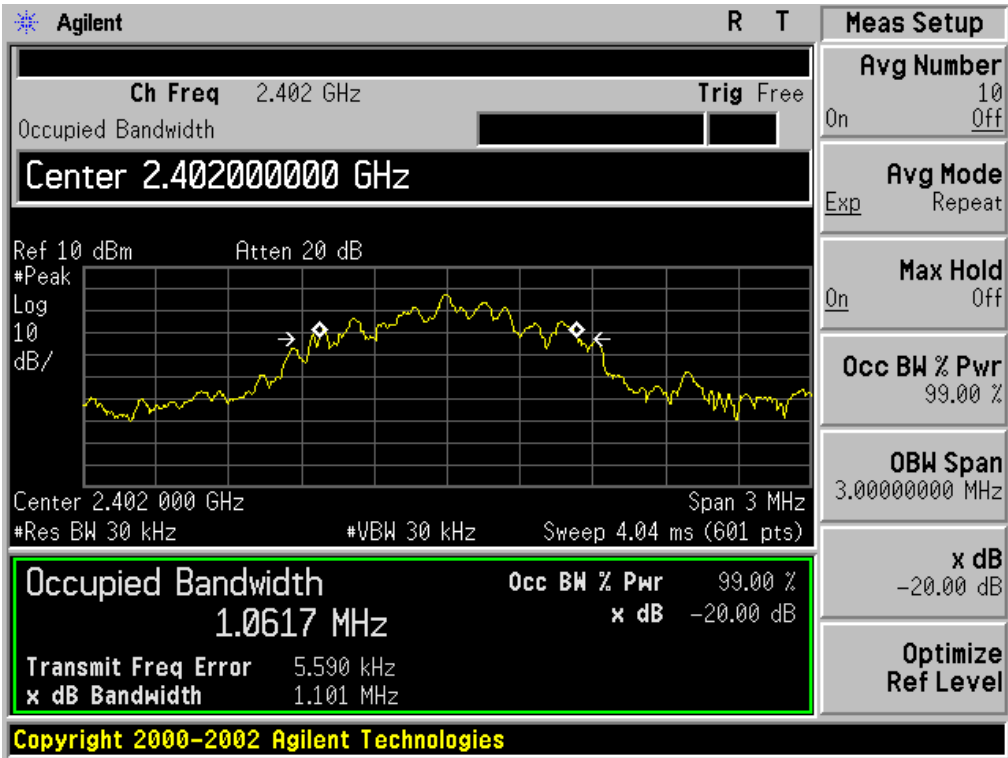 Agilent R T Meas Setup
Ch Freq 2.402 GHz Trig Free
Occupied Bandwidth
Center 2.402000000 GHz
Ref 10 dBm Atten 20 dB
#Peak
Log
10
dB/
Center 2.402 000 GHz Span 3 MHz
#Res BW 30 kHz #VBW 30 kHz Sweep 4.04 ms (601 pts)
Occupied Bandwidth Occ BW % Pwr 99.00 %
1.0617 MHz x dB -20.00 dB
Transmit Freq Error 5.590 kHz
x dB Bandwidth 1.101 MHz
Avg Number
10
On Off
Avg Mode
Exp Repeat
Max Hold
On Off
Occ BW % Pwr
99.00 %
OBW Span
3.00000000 MHz
x dB
-20.00 dB
Optimize
Ref Level
Copyright 2000-2002 Agilent Technologies